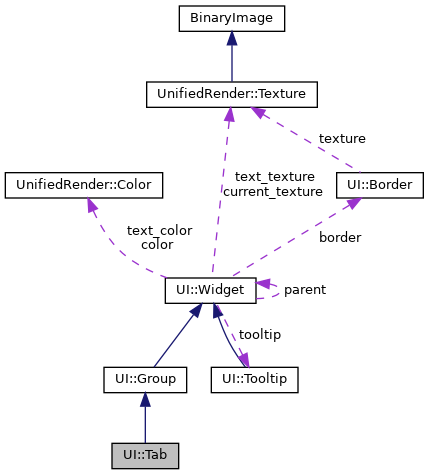 BinaryImage
UnifiedRender::Texture
texture
UnifiedRender::Color
text_texture
current_texture
UI::Border
text_color
color
border
UI::Widget
parent
tooltip
UI::Group
UI::Tooltip
UI::Tab